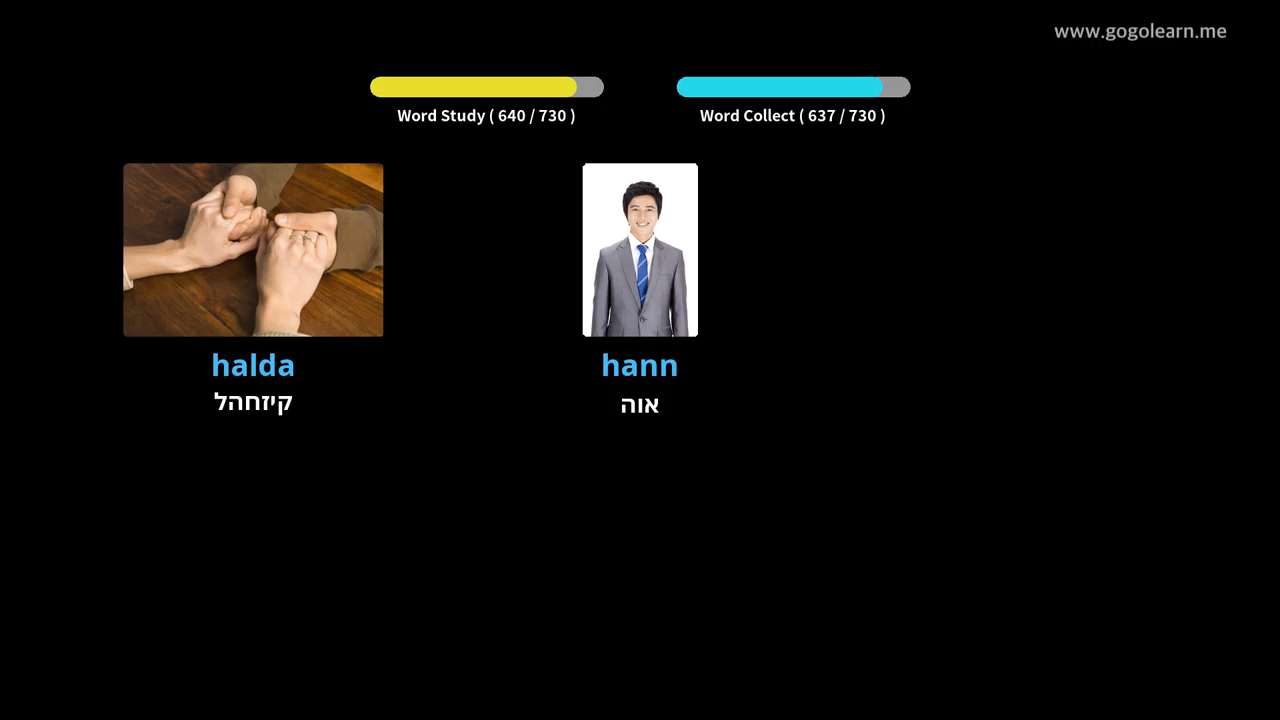 www.gogolearn.me
Word Study ( 640 / 730 )
Word Collect ( 637 / 730 )
halda
קיזחהל
hann
אוה